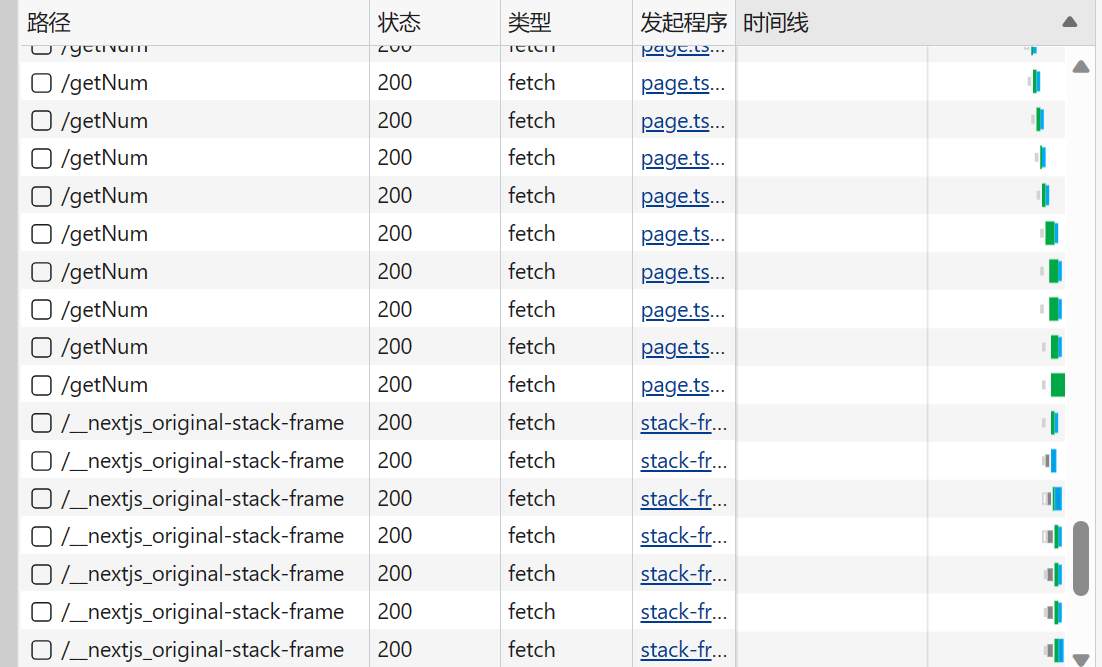 路径 状态 类型 发起程序 时间线
/getNum 200 fetch page.ts...
/getNum 200 fetch page.ts...
/getNum 200 fetch page.ts...
/getNum 200 fetch page.ts...
/getNum 200 fetch page.ts...
/getNum 200 fetch page.ts...
/getNum 200 fetch page.ts...
/getNum 200 fetch page.ts...
/getNum 200 fetch page.ts...
/getNum 200 fetch page.ts...
/__nextjs_original-stack-frame 200 fetch stack-fr...
/__nextjs_original-stack-frame 200 fetch stack-fr...
/__nextjs_original-stack-frame 200 fetch stack-fr...
/__nextjs_original-stack-frame 200 fetch stack-fr...
/__nextjs_original-stack-frame 200 fetch stack-fr...
/__nextjs_original-stack-frame 200 fetch stack-fr...
/__nextjs_original-stack-frame 200 fetch stack-fr...